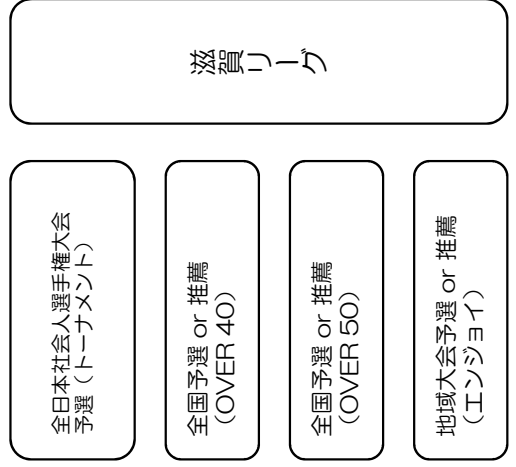 滋賀リーグ
全日本社会人選手権大会
予選（トーナメント）
全国予選 or 推薦
（OVER 40）
全国予選 or 推薦
（OVER 50）
地域大会予選 or 推薦
（エンジョイ）